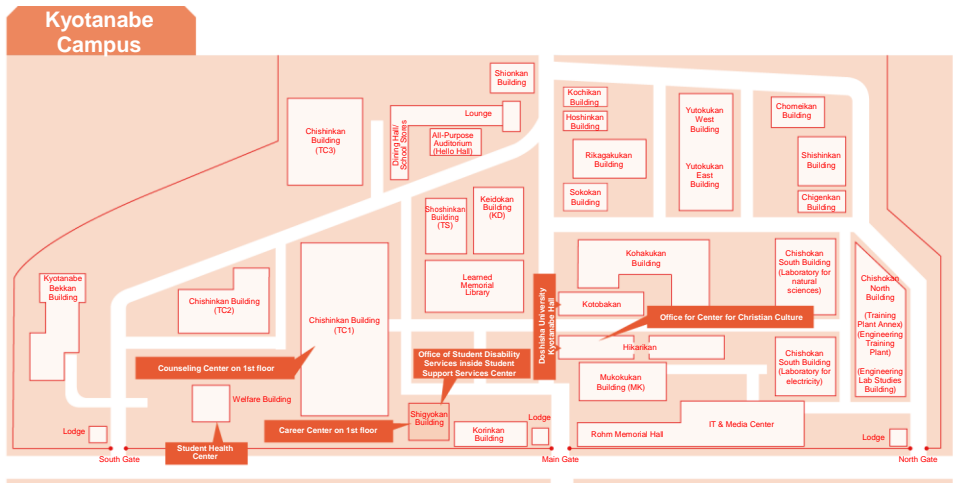 Kyotanabe
Campus
Shionkan
Building
Lounge
Dining Hall/
School Stores
All-Purpose
Auditorium
(Hello Hall)
Chishinkan
Building
(TC3)
Kochikan
Building
Hoshinkan
Building
Rikagakukan
Building
Sokokan
Building
Yutokukan
West
Building
Yutokukan
East
Building
Chomeikan
Building
Shishinkan
Building
Chigenkan
Building
Shoshinkan
Building
(TS)
Keidokan
Building
(KD)
Learned
Memorial
Library
Kyotanabe
Bekkan
Building
Chishinkan Building
(TC2)
Chishinkan Building
(TC1)
Doshisha University
Kyotanabe Hall
Kohakukan
Building
Kotobakan
Office for Center for Christian Culture
Hikarikan
Chishokan
South Building
(Laboratory for
natural
sciences)
Chishokan
North
Building
(Training
Plant Annex)
(Engineering
Training
Plant)
(Engineering
Lab Studies
Building)
Chishokan
South Building
(Laboratory for
electricity)
Counseling Center on 1st floor
Office of Student Disability
Services inside Student
Support Services Center
Mukokukan
Building (MK)
Welfare Building
Career Center on 1st floor
Shigyokan
Building
Korinkan
Building
Lodge
Rohm Memorial Hall
IT & Media Center
Lodge
Lodge
Student Health
Center
South Gate
Main Gate
North Gate